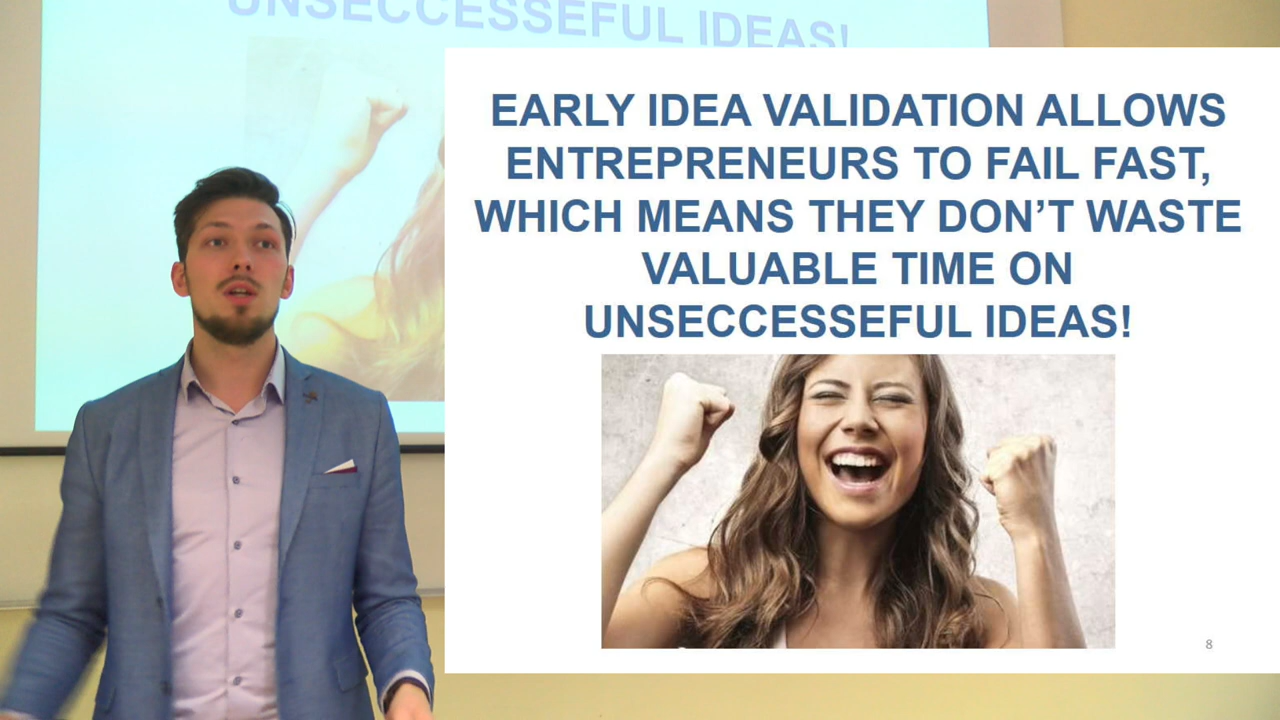 UNSECCESSEFUL IDEAS!
EARLY IDEA VALIDATION ALLOWS
ENTREPRENEURS TO FAIL FAST,
WHICH MEANS THEY DON’T WASTE
VALUABLE TIME ON
UNSECCESSEFUL IDEAS!
8